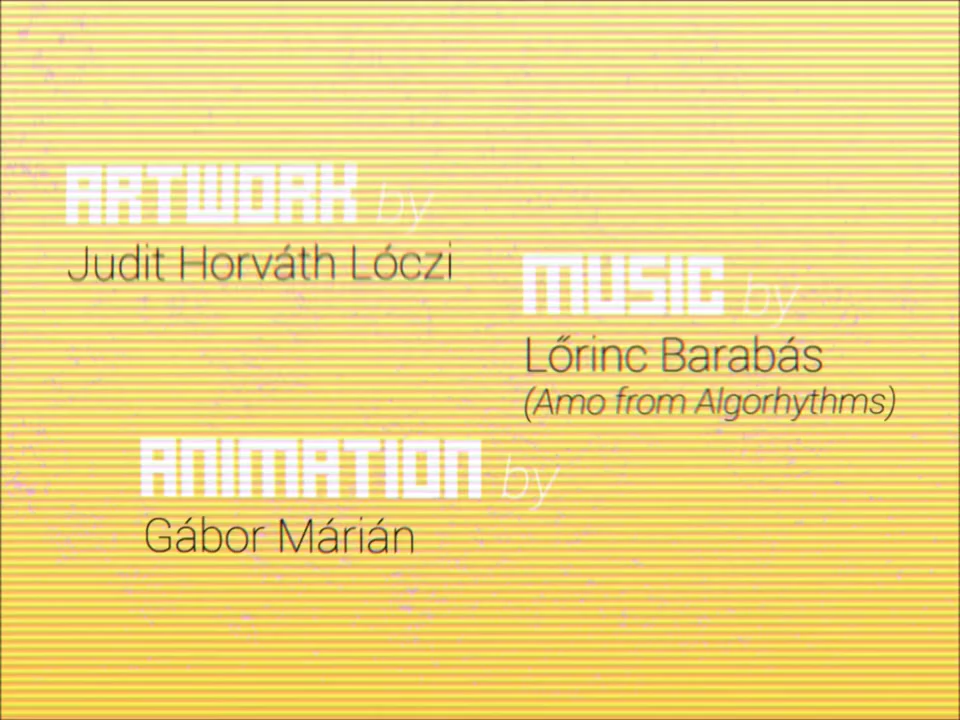 ARTWORK by
Judit Horváth Lóczi
MUSIC by
Lőrinc Barabás
(Amo from Algorhythms)
ANIMATION by
Gábor Márián